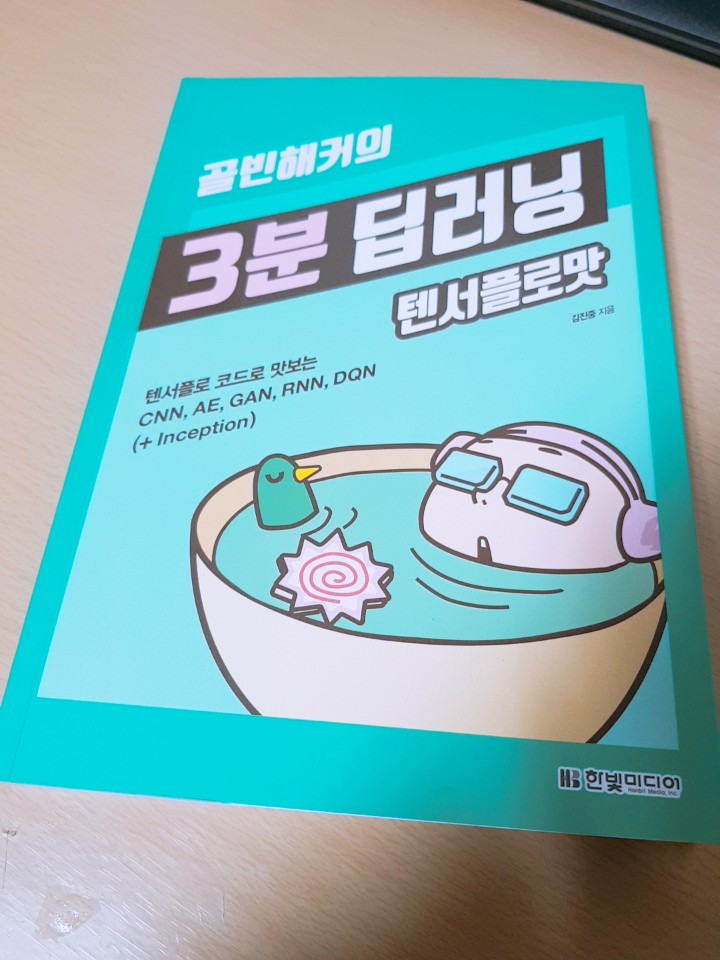 골빈해커의
3분 딥러닝
텐서플로맛
김진중 지음
텐서플로 코드로 맛보는
CNN, AE, GAN, RNN, DQN
(+ Inception)
HB 한빛미디어
Hanbit Media, Inc.